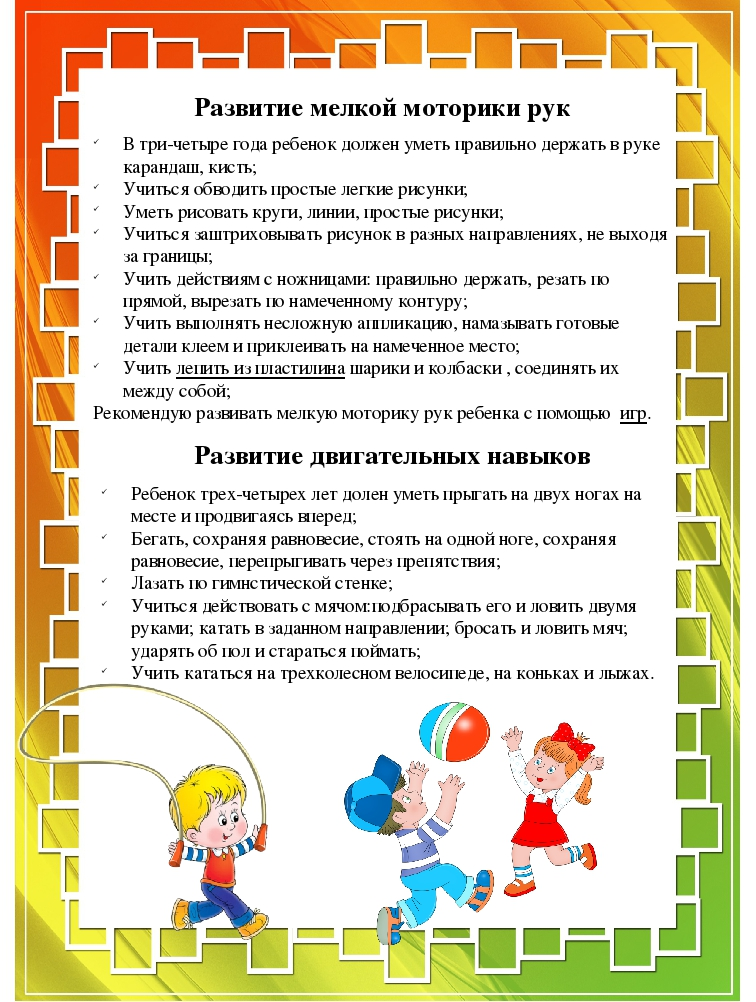 Развитие мелкой моторики рук
В три-четыре года ребенок должен уметь правильно держать в руке
карандаш, кисть;
Учиться обводить простые легкие рисунки;
Уметь рисовать круги, линии, простые рисунки;
Учиться заштриховывать рисунок в разных направлениях, не выходя
за границы;
Учить действиям с ножницами: правильно держать, резать по
прямой, вырезать по намеченному контуру;
Учить выполнять несложную аппликацию, намазывать готовые
детали клеем и приклеивать на намеченное место;
Учить лепить из пластилина шарики и колбаски , соединять их
между собой;
Рекомендую развивать мелкую моторику рук ребенка с помощью игр.
Развитие двигательных навыков
Ребенок трех-четырех лет долен уметь прыгать на двух ногах на
месте и продвигаясь вперед;
Бегать, сохраняя равновесие, стоять на одной ноге, сохраняя
равновесие, перепрыгивать через препятствия;
Лазать по гимнстической стенке;
Учиться действовать с мячом:подбрасывать его и ловить двумя
руками; катать в заданном направлении; бросать и ловить мяч;
ударять об пол и стараться поймать;
Учить кататься на трехколесном велосипеде, на коньках и лыжах.